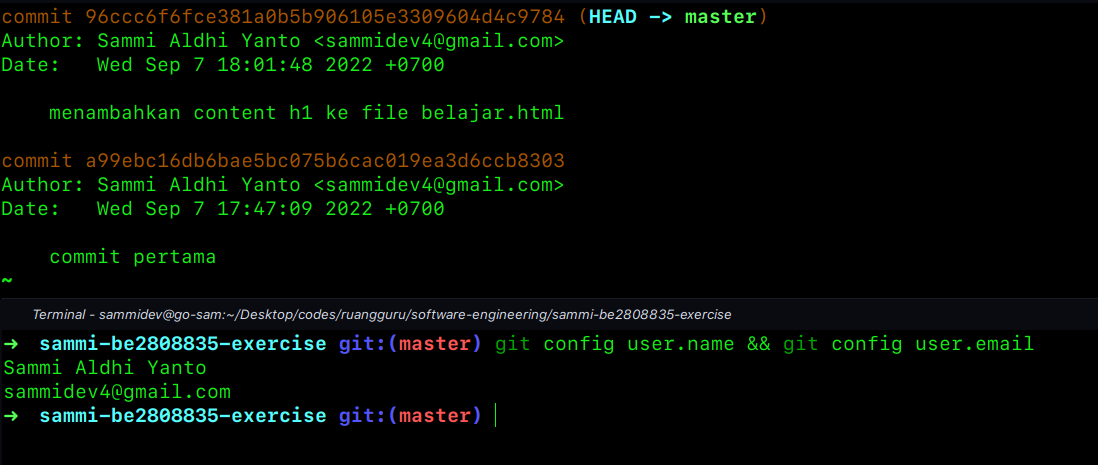 commit 96ccc6f6fce381a0b5b906105e3309604d4c9784 (HEAD -> master)
Author: Sammi Aldhi Yanto <sammidev4@gmail.com>
Date:   Wed Sep 7 18:01:48 2022 +0700
    menambahkan content h1 ke file belajar.html
commit a99ebc16db6bae5bc075b6cac019ea3d6ccb8303
Author: Sammi Aldhi Yanto <sammidev4@gmail.com>
Date:   Wed Sep 7 17:47:09 2022 +0700
    commit pertama
~
Terminal - sammidev@go-sam:~/Desktop/codes/ruangguru/software-engineering/sammi-be2808835-exercise
➜  sammi-be2808835-exercise git:(master) git config user.name && git config user.email
Sammi Aldhi Yanto
sammidev4@gmail.com
➜  sammi-be2808835-exercise git:(master)